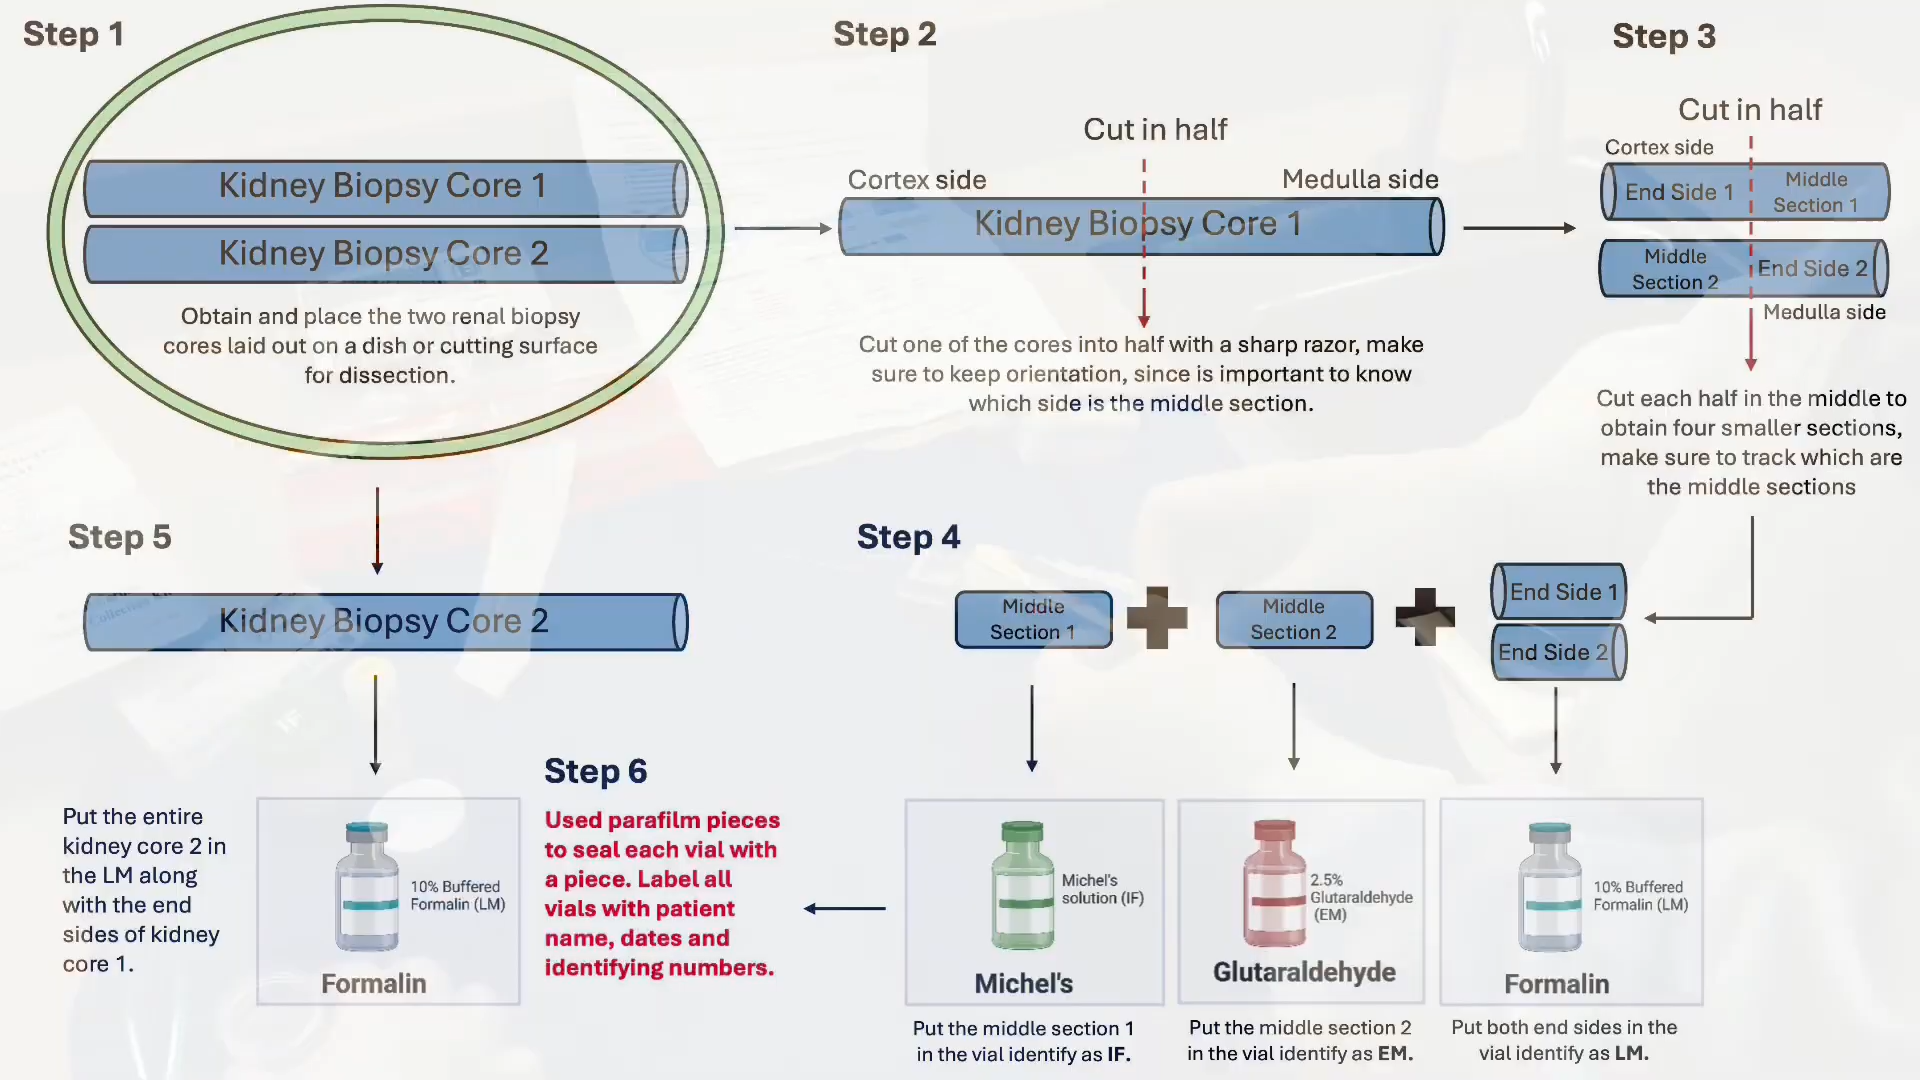 Step 1
Kidney Biopsy Core 1
Kidney Biopsy Core 2
Obtain and place the two renal biopsy
cores laid out on a dish or cutting surface
for dissection.
Step 2
Cut in half
Cortex side
Medulla side
Kidney Biopsy Core 1
Cut one of the cores into half with a sharp razor, make
sure to keep orientation, since is important to know
which side is the middle section.
Step 3
Cut in half
Cortex side
End Side 1
Middle
Section 1
Middle
Section 2
End Side 2
Medulla side
Cut each half in the middle to
obtain four smaller sections,
make sure to track which are
the middle sections
Step 4
Middle
Section 1
Middle
Section 2
End Side 1
End Side 2
Michel's
solution (IF)
Michel's
Put the middle section 1
in the vial identify as IF.
2.5%
Glutaraldehyde
(EM)
Glutaraldehyde
Put the middle section 2
in the vial identify as EM.
10% Buffered
Formalin (LM)
Formalin
Put both end sides in the
vial identify as LM.
Step 5
Kidney Biopsy Core 2
Put the entire
kidney core 2 in
the LM along
with the end
sides of kidney
core 1.
10% Buffered
Formalin (LM)
Formalin
Step 6
Used parafilm pieces
to seal each vial with
a piece. Label all
vials with patient
name, dates and
identifying numbers.